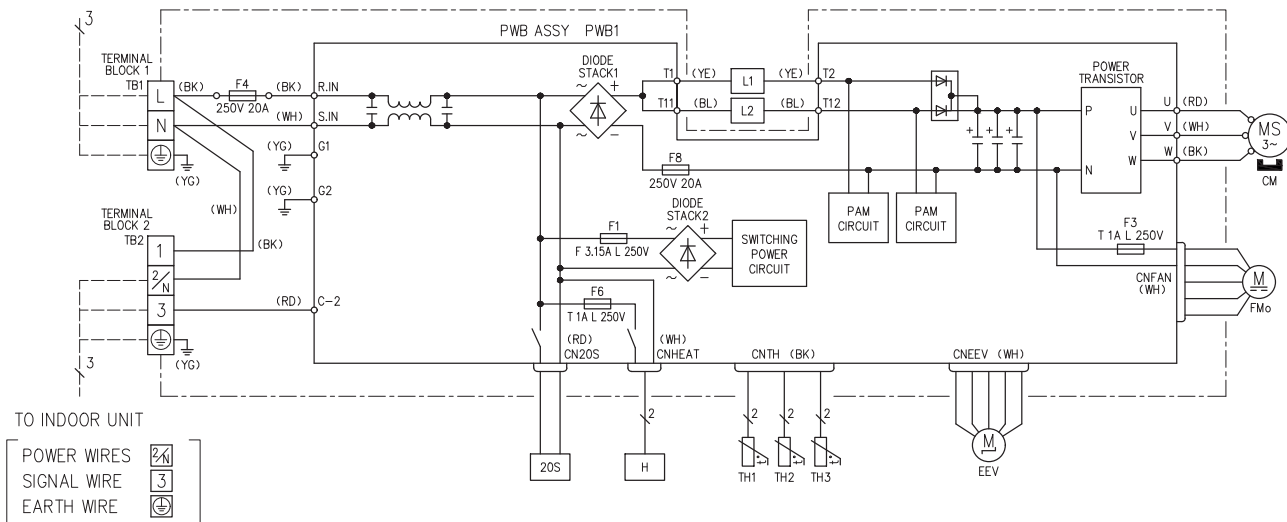 3
PWB ASSY PWB1
TERMINAL
BLOCK 1
TB1
L
N
(BK)
F4
250V 20A
(BK)
R.IN
(WH)
S.IN
(YG)
G1
(YG)
G2
(YG)
(WH)
(BK)
TERMINAL
BLOCK 2
TB2
1
2/N
3
(RD)
C-2
(YG)
3
DIODE
STACK1
~
+
~
−
T1
(YE)
L1
(YE)
T2
T11
(BL)
L2
(BL)
T12
F8
250V 20A
PAM
CIRCUIT
PAM
CIRCUIT
+
+
+
POWER
TRANSISTOR
P
N
U
V
W
U
(RD)
V
(WH)
W
(BK)
MS
3~
CM
F1
F 3.15A L 250V
DIODE
STACK2
~
+
~
−
SWITCHING
POWER
CIRCUIT
F6
T 1A L 250V
F3
T 1A L 250V
CNFAN
(WH)
M
FMo
(RD)
CN20S
(WH)
CNHEAT
CNTH (BK)
CNEEV (WH)
2
2
2
2
20S
H
t
t
t
TH1
TH2
TH3
M
EEV
TO INDOOR UNIT
POWER WIRES 2/N
SIGNAL WIRE 3
EARTH WIRE